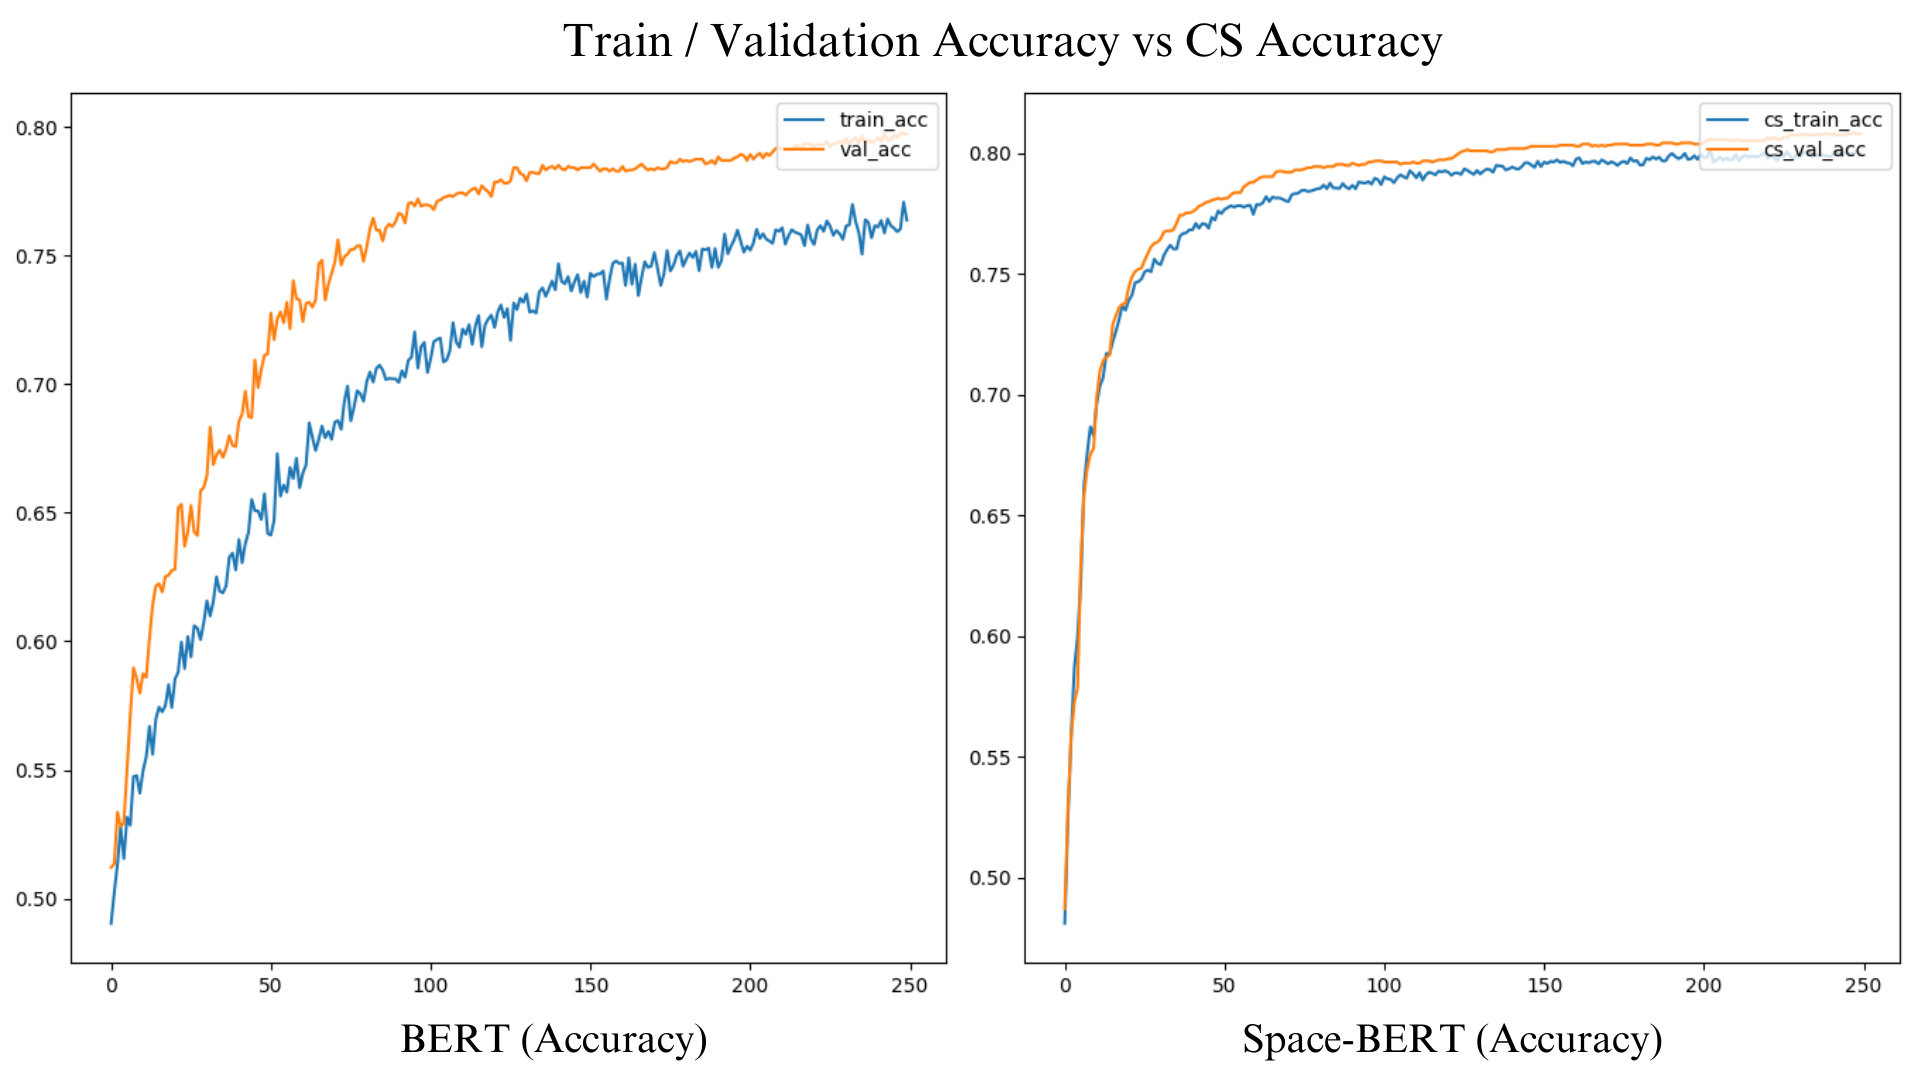 Train / Validation Accuracy vs CS Accuracy
train_acc
val_acc
0.80
0.75
0.70
0.65
0.60
0.55
0.50
0 50 100 150 200 250
BERT (Accuracy)
cs_train_acc
cs_val_acc
0.80
0.75
0.70
0.65
0.60
0.55
0.50
0 50 100 150 200 250
Space-BERT (Accuracy)